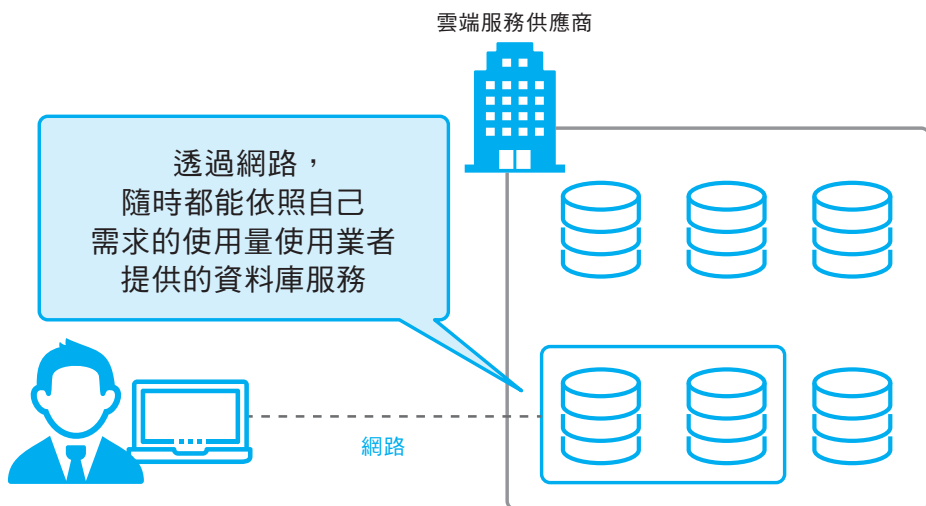 雲端服務供應商
透過網路，
隨時都能依照自己
需求的使用量使用業者
提供的資料庫服務
網路